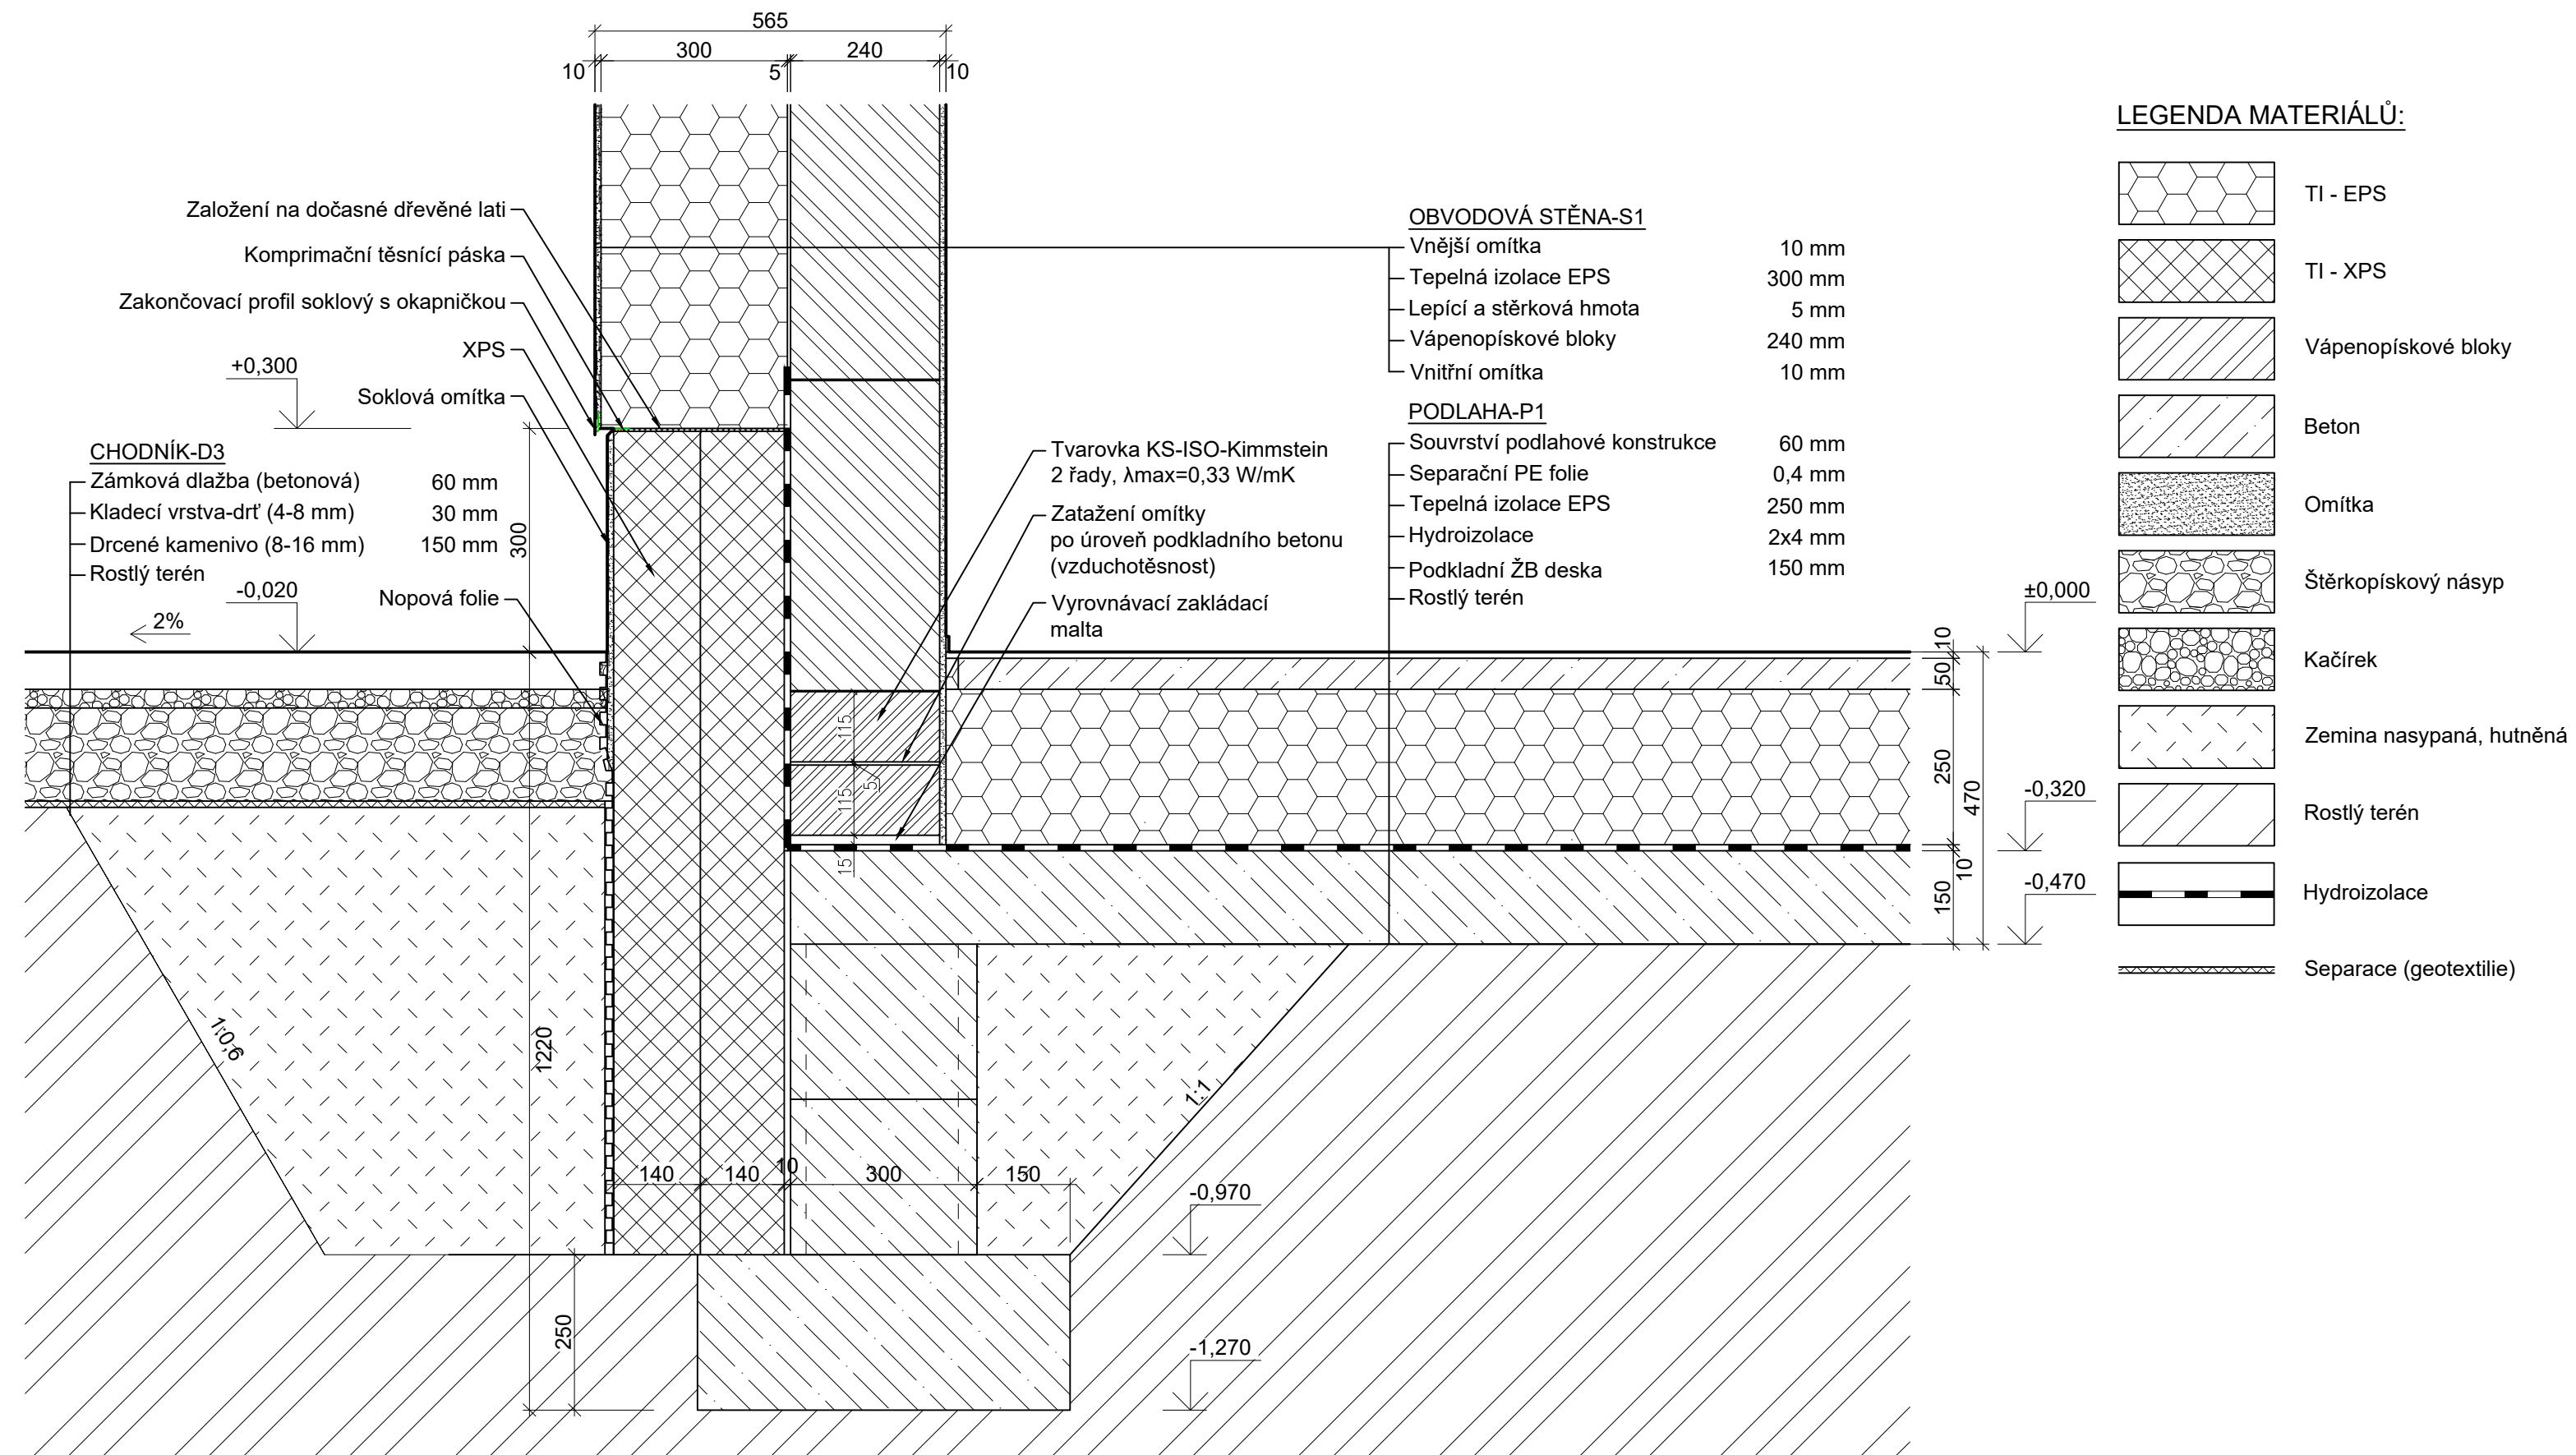 565
300
240
10
5
10
LEGENDA MATERIÁLŮ:
TI - EPS
TI - XPS
Vápenopískové bloky
Beton
Omítka
Štěrkopískový násyp
Kačírek
Zemina nasypaná, hutněná
Rostlý terén
Hydroizolace
Separace (geotextilie)
Založení na dočasné dřevěné lati
Komprimační těsnící páska
Zakončovací profil soklový s okapničkou
XPS
+0,300
Soklová omítka
CHODNÍK-D3
Zámková dlažba (betonová) 60 mm
Kladecí vrstva-drť (4-8 mm) 30 mm
Drcené kamenivo (8-16 mm) 150 mm
Rostlý terén
-0,020
Nopová folie
2%
300
OBVODOVÁ STĚNA-S1
Vnější omítka 10 mm
Tepelná izolace EPS 300 mm
Lepící a stěrková hmota 5 mm
Vápenopískové bloky 240 mm
Vnitřní omítka 10 mm
PODLAHA-P1
Souvrství podlahové konstrukce 60 mm
Separační PE folie 0,4 mm
Tepelná izolace EPS 250 mm
Hydroizolace 2x4 mm
Podkladní ŽB deska 150 mm
Rostlý terén
Tvarovka KS-ISO-Kimmstein
2 řady, λmax=0,33 W/mK
Zatažení omítky
po úroveň podkladního betonu
(vzduchotěsnost)
Vyrovnávací zakládací
malta
±0,000
10
50
250
470
-0,320
10
150
-0,470
115
5
115
15
1:0,6
1220
1:1
140
140
10
300
150
-0,970
250
-1,270